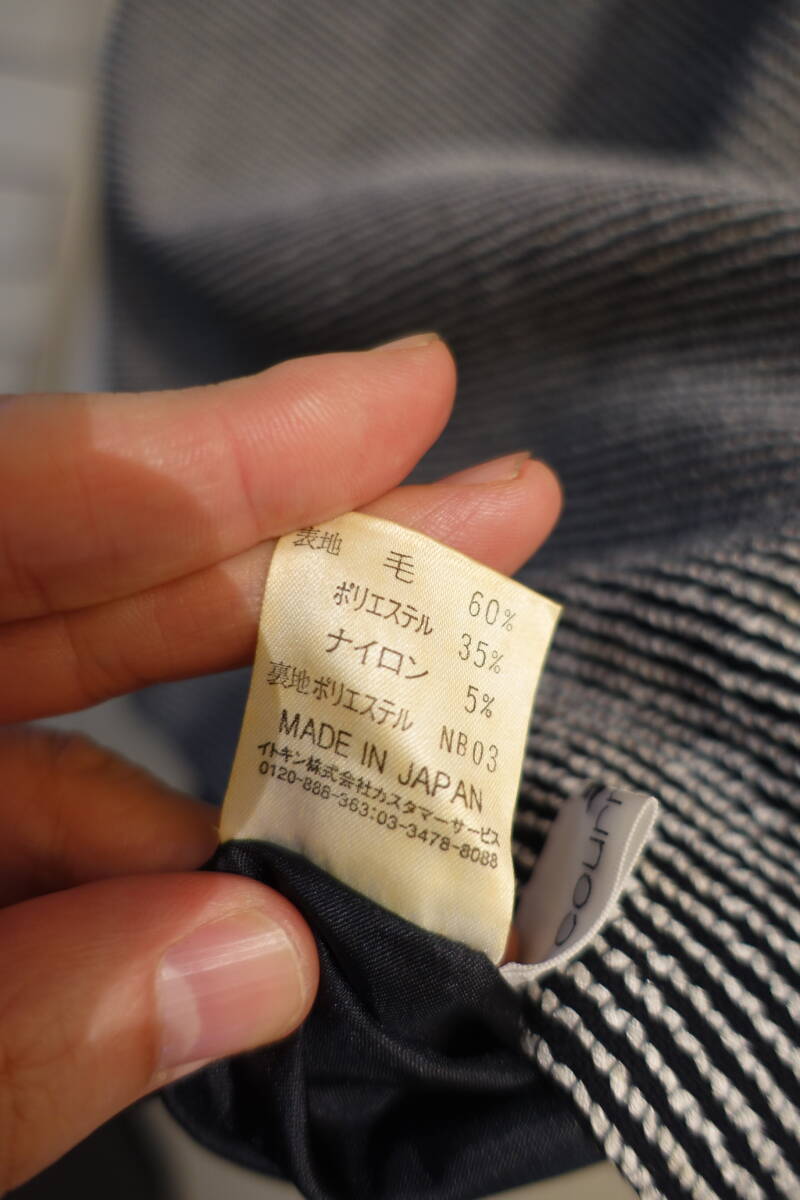 表地 毛 60%
ポリエステル 35%
ナイロン 5%
裏地 ポリエステル NB03
MADE IN JAPAN
イトキン株式会社カスタマーサービス
0120-888-363:03-3478-8088